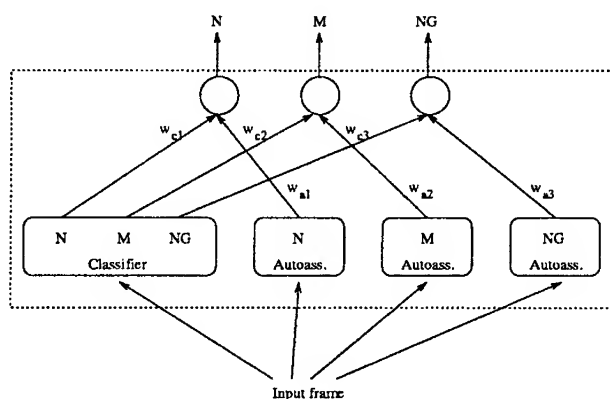 N M NG
w_c1 w_c2 w_c3
w_a1 w_a2 w_a3
N M NG N M NG
Classifier Autoass. Autoass. Autoass.
Input frame